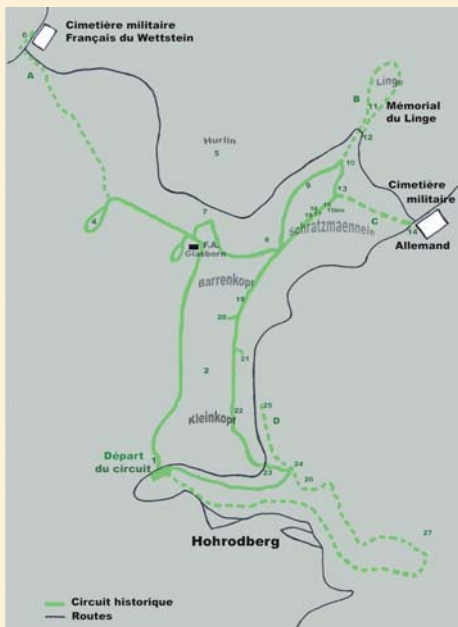 Cimetière militaire
Français du Wettstein
6
A
Linge
B
11
Mémorial
du Linge
12
Hurlin
5
10
9
13
Cimetière
militaire
4
7
C
Schratzmaennele
14
Allemand
8
F.A.
Glasborn
Barrenkopf
19
20
21
2
25
22
D
Kleinkopf
Départ
du circuit
1
23
24
26
27
Hohrodberg
Circuit historique
Routes